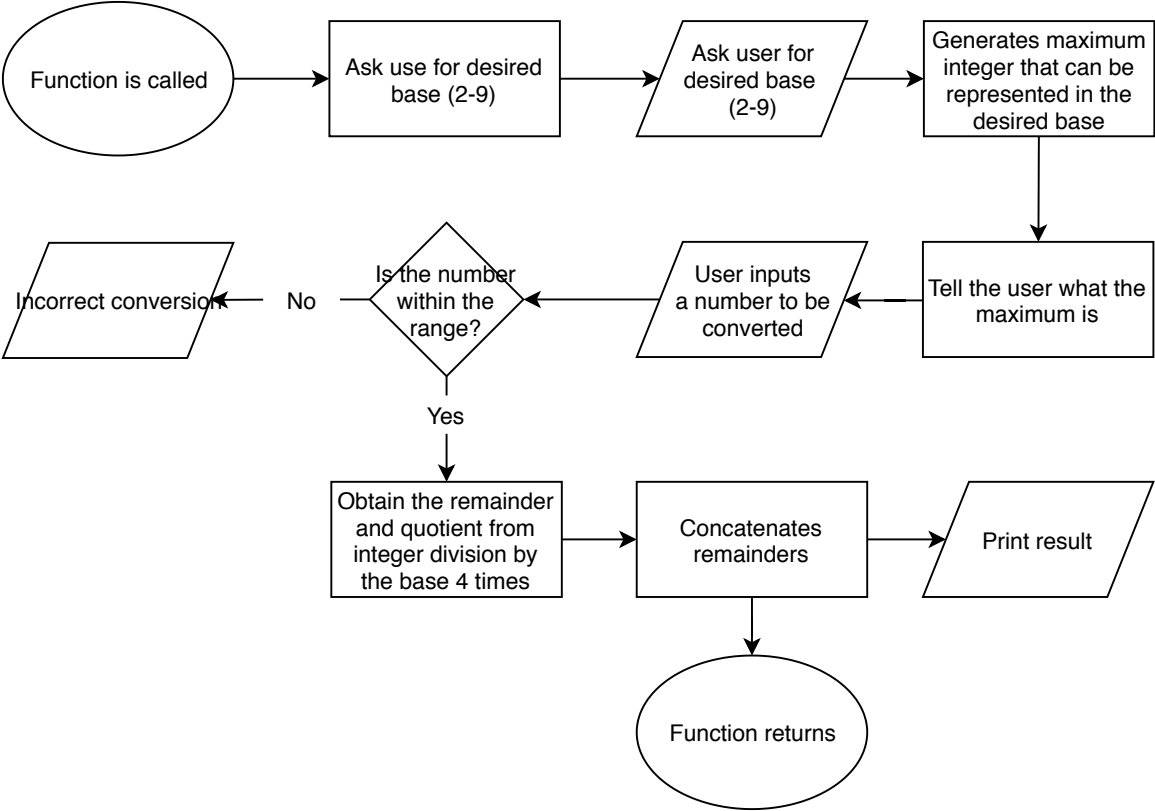 Function is called
Ask use for desired
base (2-9)
Ask user for
desired base
(2-9)
Generates maximum
integer that can be
represented in the
desired base
Tell the user what the
maximum is
User inputs
a number to be
converted
Is the number
within the
range?
No
Incorrect conversion
Yes
Obtain the remainder
and quotient from
integer division by
the base 4 times
Concatenates
remainders
Print result
Function returns